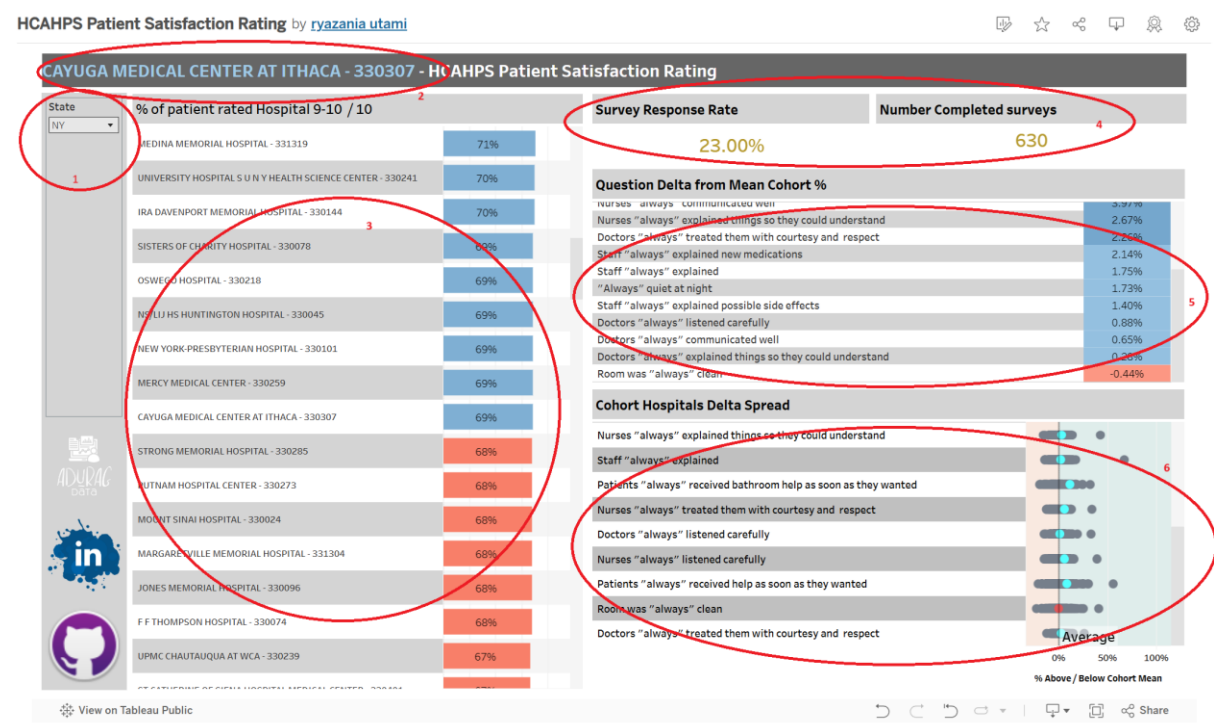 HCAHPS Patient Satisfaction Rating by ryazania utami
CAYUGA MEDICAL CENTER AT ITHACA - 330307 - HCAHPS Patient Satisfaction Rating
2
State
NY
1
% of patient rated Hospital 9-10 / 10
MEDINA MEMORIAL HOSPITAL - 331319 71%
UNIVERSITY HOSPITAL S U N Y HEALTH SCIENCE CENTER - 330241 70%
IRA DAVENPORT MEMORIAL HOSPITAL - 330144 70%
3
SISTERS OF CHARITY HOSPITAL - 330078 69%
OSWEGO HOSPITAL - 330218 69%
NS/LIJ HS HUNTINGTON HOSPITAL - 330045 69%
NEW YORK-PRESBYTERIAN HOSPITAL - 330101 69%
MERCY MEDICAL CENTER - 330259 69%
CAYUGA MEDICAL CENTER AT ITHACA - 330307 69%
STRONG MEMORIAL HOSPITAL - 330285 68%
PUTNAM HOSPITAL CENTER - 330273 68%
MOUNT SINAI HOSPITAL - 330024 68%
MARGARETVILLE MEMORIAL HOSPITAL - 331304 68%
JONES MEMORIAL HOSPITAL - 330096 68%
F F THOMPSON HOSPITAL - 330074 68%
UPMC CHAUTAUQUA AT WCA - 330239 67%
ADURAG
DATA
in
Survey Response Rate
23.00%
Number Completed surveys
630
4
Question Delta from Mean Cohort %
Nurses "always" communicated well 3.97%
Nurses "always" explained things so they could understand 2.67%
Doctors "always" treated them with courtesy and respect 2.26%
Staff "always" explained new medications 2.14%
Staff "always" explained 1.75%
"Always" quiet at night 1.73%
5
Staff "always" explained possible side effects 1.40%
Doctors "always" listened carefully 0.88%
Doctors "always" communicated well 0.65%
Doctors "always" explained things so they could understand
Room was "always" clean -0.44%
Cohort Hospitals Delta Spread
Nurses "always" explained things so they could understand
Staff "always" explained
6
Patients "always" received bathroom help as soon as they wanted
Nurses "always" treated them with courtesy and respect
Doctors "always" listened carefully
Nurses "always" listened carefully
Patients "always" received help as soon as they wanted
Room was "always" clean
Doctors "always" treated them with courtesy and respect
Average
0% 50% 100%
% Above / Below Cohort Mean
View on Tableau Public
Share